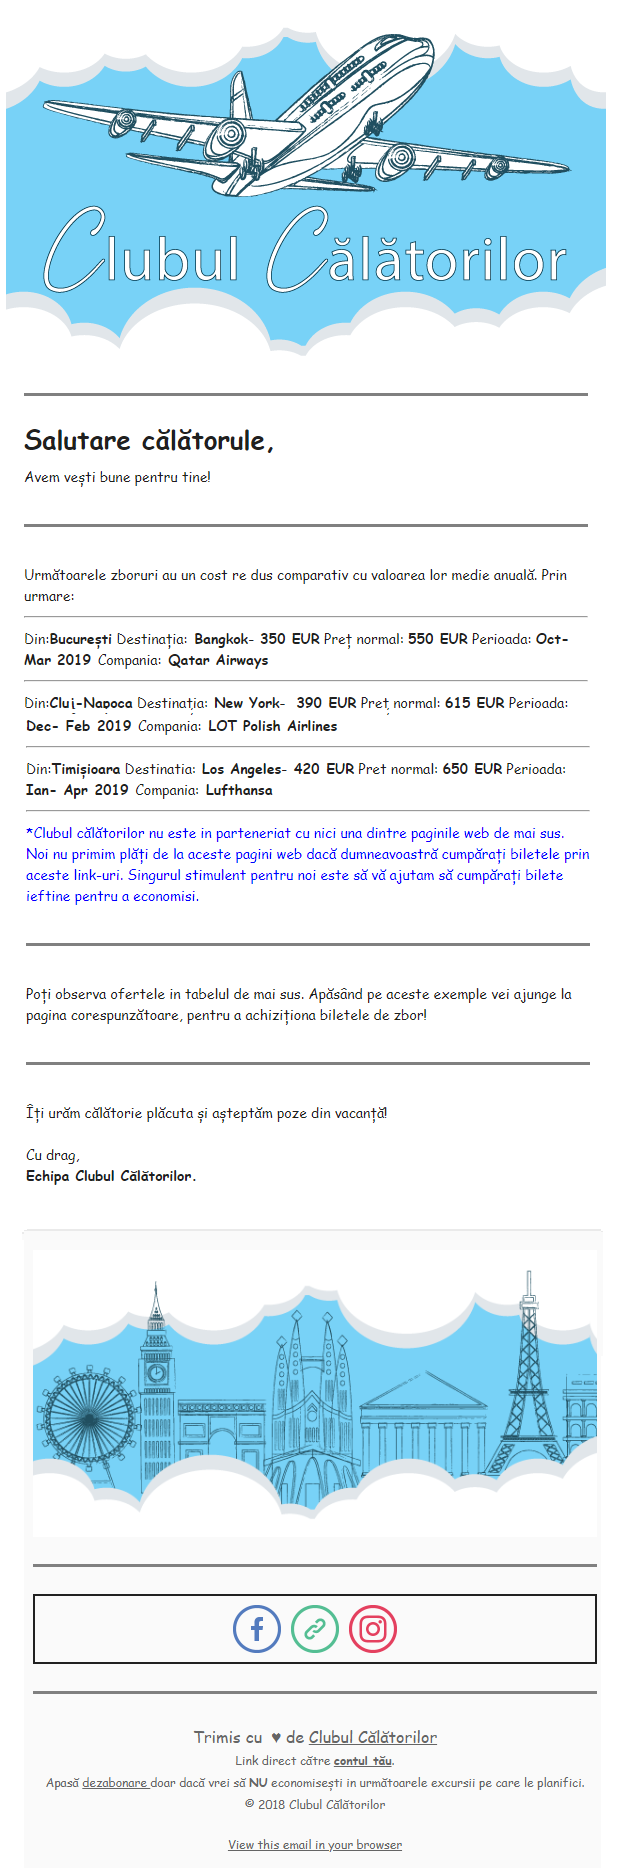 Clubul Călătorilor
Salutare călătorule,
Avem vești bune pentru tine!
Următoarele zboruri au un cost re dus comparativ cu valoarea lor medie anuală. Prin
urmare:
Din:București Destinația: Bangkok- 350 EUR Preț normal: 550 EUR Perioada: Oct-
Mar 2019 Compania: Qatar Airways
Din:Cluj-Napoca Destinația: New York- 390 EUR Preț normal: 615 EUR Perioada:
Dec- Feb 2019 Compania: LOT Polish Airlines
Din:Timișioara Destinatia: Los Angeles- 420 EUR Pret normal: 650 EUR Perioada:
Ian- Apr 2019 Compania: Lufthansa
*Clubul călătorilor nu este in parteneriat cu nici una dintre paginile web de mai sus.
Noi nu primim plăți de la aceste pagini web dacă dumneavoastră cumpărați biletele prin
aceste link-uri. Singurul stimulent pentru noi este să vă ajutam să cumpărați bilete
ieftine pentru a economisi.
Poți observa ofertele in tabelul de mai sus. Apăsând pe aceste exemple vei ajunge la
pagina corespunzătoare, pentru a achiziționa biletele de zbor!
Îți urăm călătorie plăcuta și așteptăm poze din vacanță!
Cu drag,
Echipa Clubul Călătorilor.
Trimis cu ♥ de Clubul Călătorilor
Link direct către contul tău.
Apasă dezabonare doar dacă vrei să NU economisești in următoarele excursii pe care le planifici.
© 2018 Clubul Călătorilor
View this email in your browser